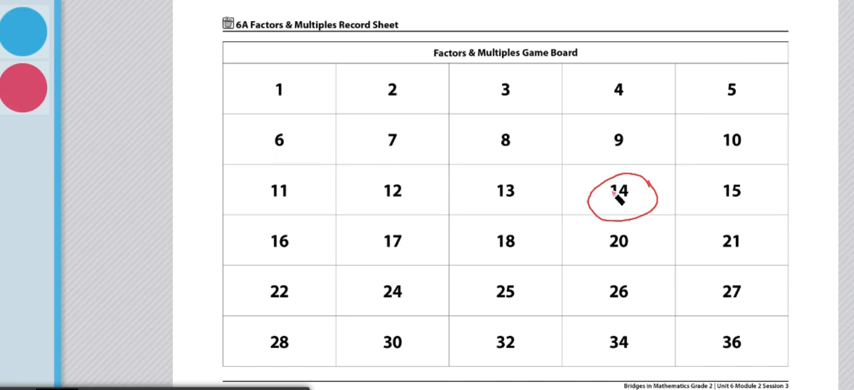 6A Factors & Multiples Record Sheet
Factors & Multiples Game Board
1 2 3 4 5
6 7 8 9 10
11 12 13 14 15
16 17 18 20 21
22 24 25 26 27
28 30 32 34 36
Bridges in Mathematics Grade 2 | Unit 6 Module 2 Session 3